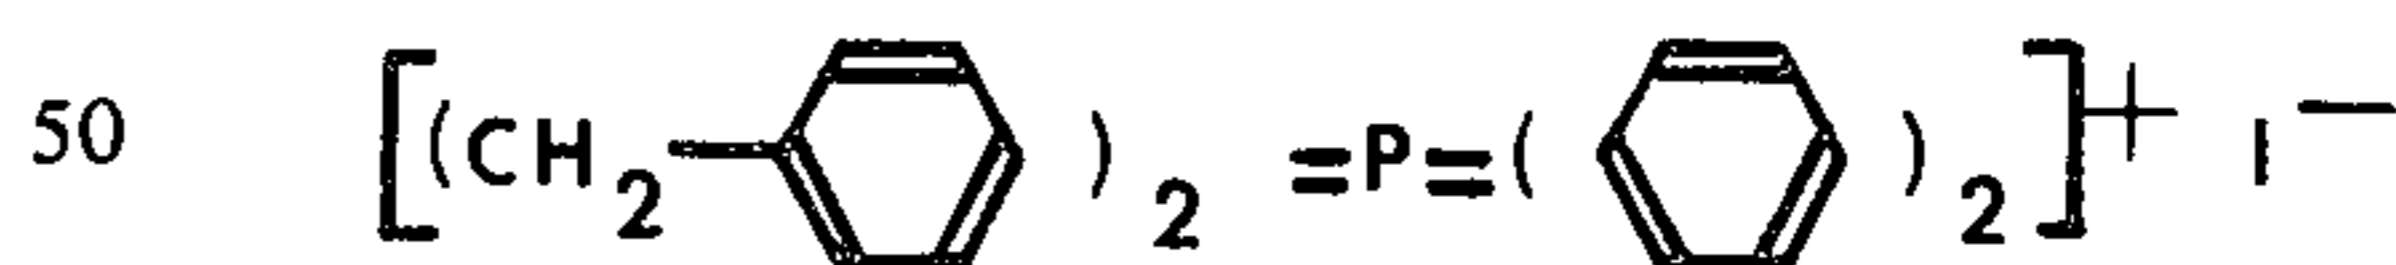 50 [(CH2— )2 =P=( )2]+ I−